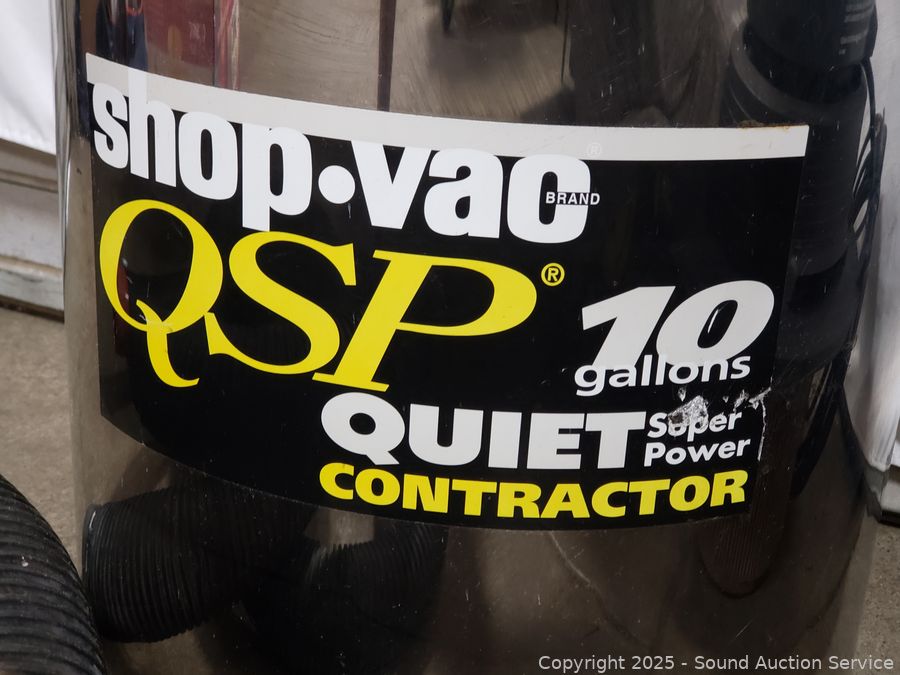 shop·vac®
BRAND
QSP®
10
gallons
QUIET Super
Power
CONTRACTOR
Copyright 2025 - Sound Auction Service